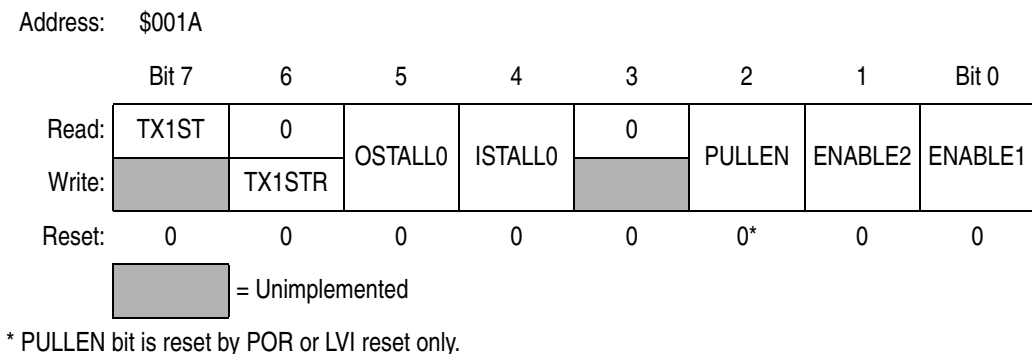 Address: $001A
Bit 7 6 5 4 3 2 1 Bit 0
Read: TX1ST 0 OSTALL0 ISTALL0 0 PULLEN ENABLE2 ENABLE1
Write: TX1STR
Reset: 0 0 0 0 0 0* 0 0
= Unimplemented
* PULLEN bit is reset by POR or LVI reset only.